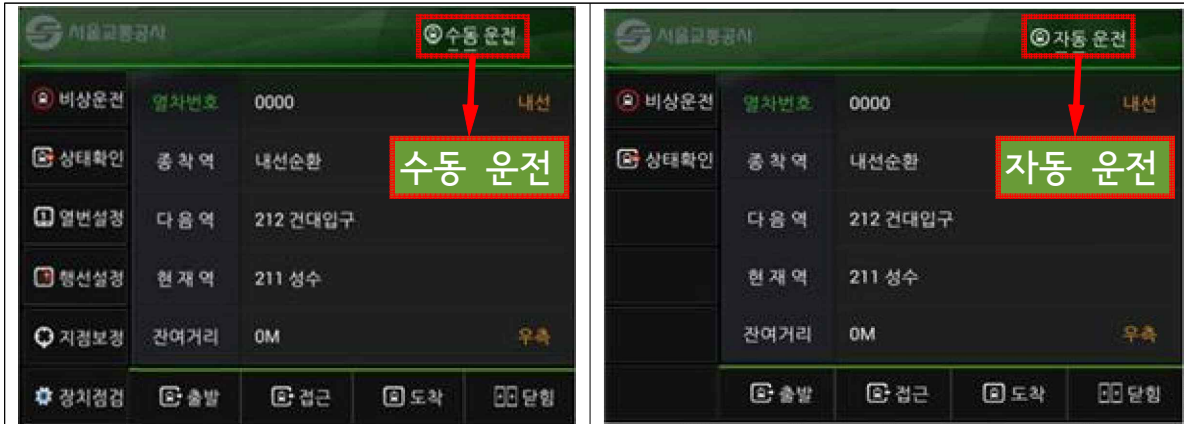 서울교통공사 수동 운전
비상운전 열차번호 0000 내선
상태확인 종 착 역 내선순환 수동 운전
열번설정 다 음 역 212 건대입구
행선설정 현 재 역 211 성수
지점보정 잔여거리 0M 우측
장치점검 출발 접근 도착 닫힘
서울교통공사 자동 운전
비상운전 열차번호 0000 내선
상태확인 종 착 역 내선순환 자동 운전
다 음 역 212 건대입구
현 재 역 211 성수
잔여거리 0M 우측
출발 접근 도착 닫힘